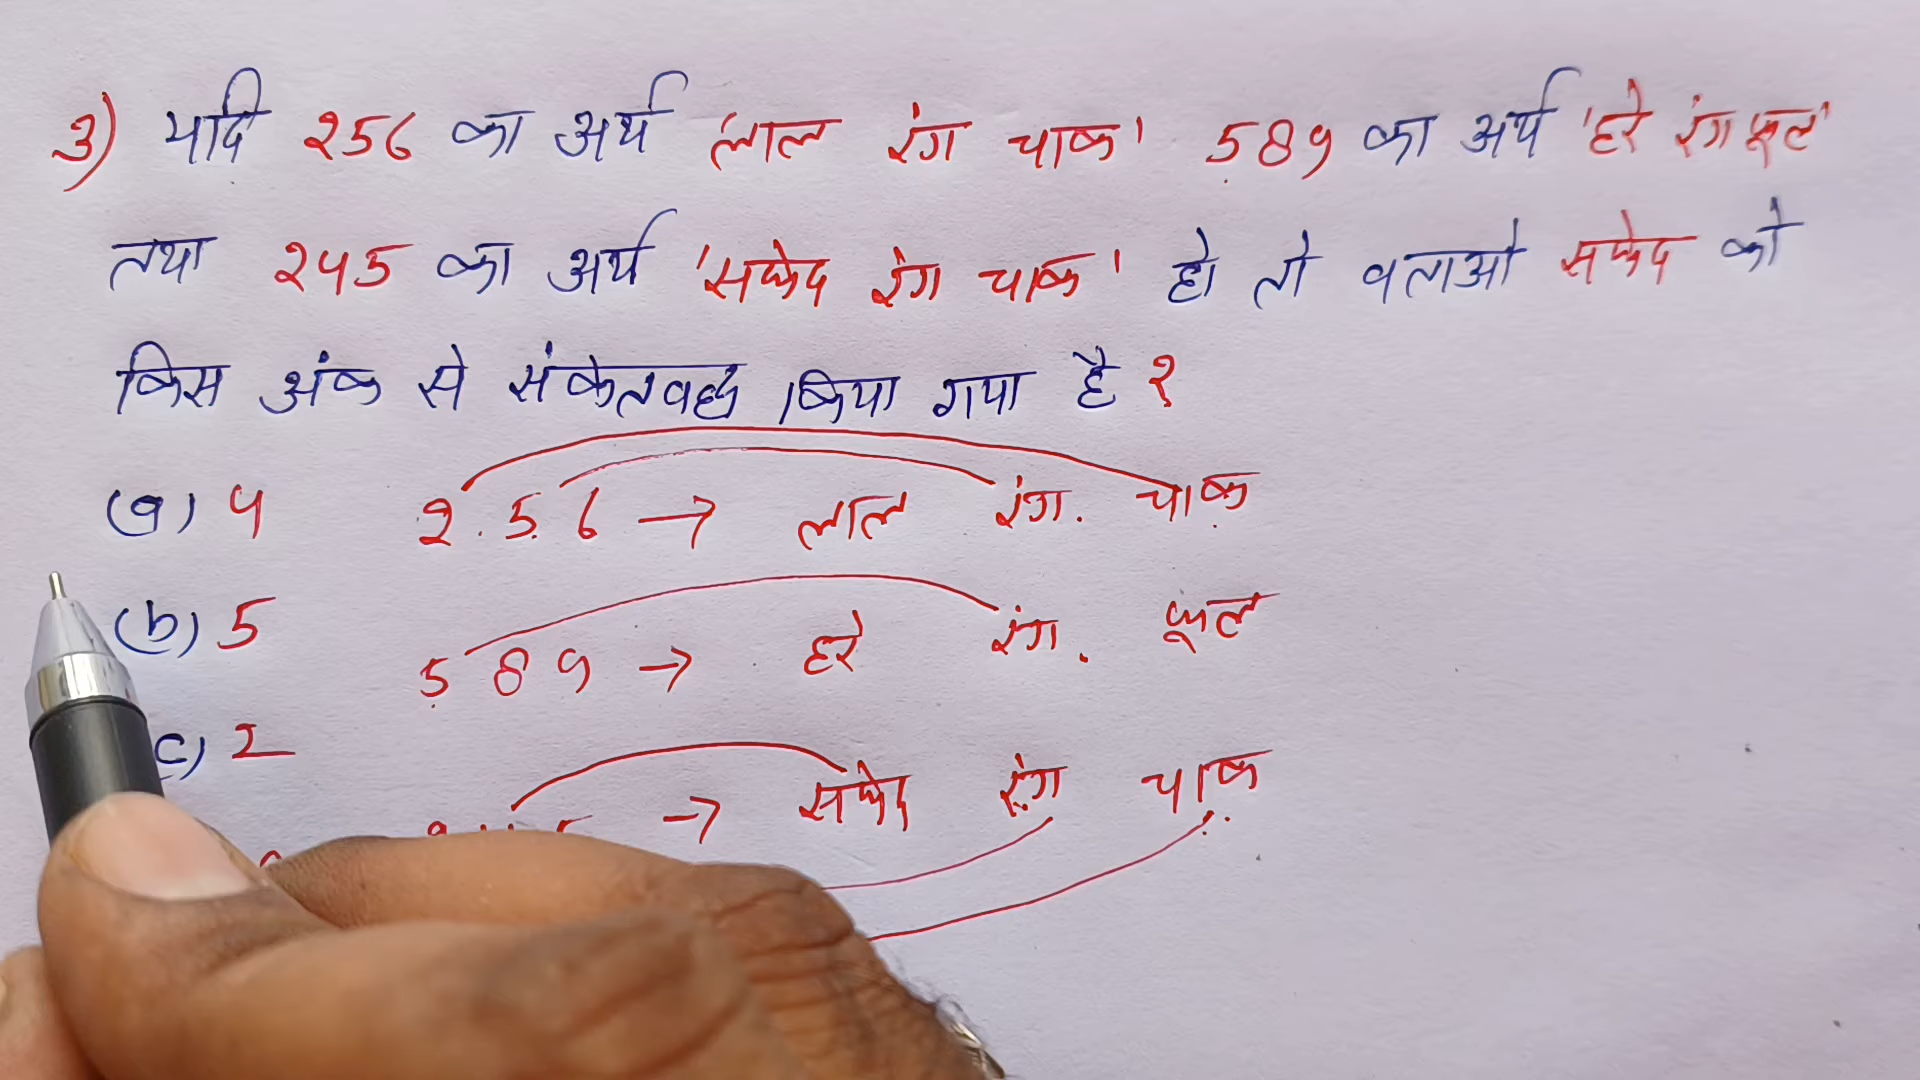 3) यदि 256 का अर्थ 'लाल रंग चाक' 589 का अर्थ 'हरे रंग फूल'
तथा 245 का अर्थ 'सफेद रंग चाक' हो तो बताओ सफेद को
किस अंक से संकेतबद्ध किया गया है ?
(a) 4 2 5 6 → लाल रंग चाक
(b) 5 5 8 9 → हरे रंग फूल
c) 2 → सफेद रंग चाक